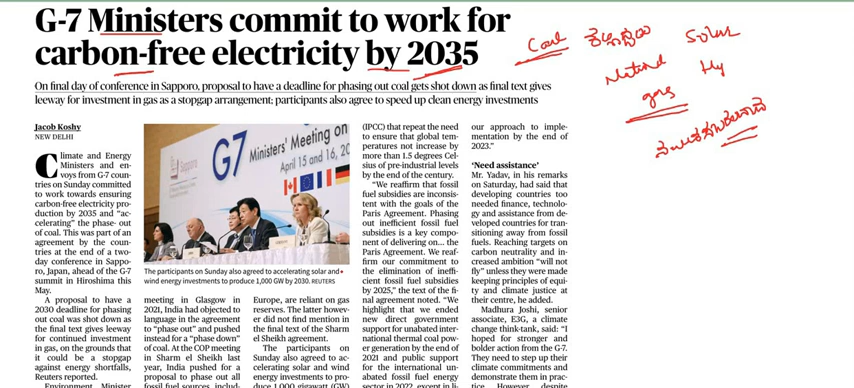 G-7 Ministers commit to work for
carbon-free electricity by 2035
On final day of conference in Sapporo, proposal to have a deadline for phasing out coal gets shot down as final text gives
leeway for investment in gas as a stopgap arrangement; participants also agree to speed up clean energy investments
Coal
Solar
Natural
Hy
gas
Jacob Koshy
NEW DELHI
Climate and Energy
Ministers and en-
voys from G-7 coun-
tries on Sunday committed
to work towards ensuring
carbon-free electricity pro-
duction by 2035 and "ac-
celerating" the phase- out
of coal. This was part of an
agreement by the coun-
tries at the end of a two-
day conference in Sappo-
ro, Japan, ahead of the G-7
summit in Hiroshima this
May.
A proposal to have a
2030 deadline for phasing
out coal was shot down as
the final text gives leeway
for continued investment
in gas, on the grounds that
it could be a stopgap
against energy shortfalls,
Reuters reported.
Environment Minister
G7 Ministers' Meeting on
April 15 and 16, 20
The participants on Sunday also agreed to accelerating solar and
wind energy investments to produce 1,000 GW by 2030. REUTERS
meeting in Glasgow in
2021, India had objected to
language in the agreement
to "phase out" and pushed
instead for a "phase down"
of coal. At the COP meeting
in Sharm el Sheikh last
year, India pushed for a
proposal to phase out all
fossil fuel sources, includ-
Europe, are reliant on gas
reserves. The latter howev-
er did not find mention in
the final text of the Sharm
el Sheikh agreement.
The participants on
Sunday also agreed to ac-
celerating solar and wind
energy investments to pro-
duce 1,000 gigawatt (GW)
(IPCC) that repeat the need
to ensure that global tem-
peratures not increase by
more than 1.5 degrees Cel-
sius of pre-industrial levels
by the end of the century.
"We reaffirm that fossil
fuel subsidies are inconsis-
tent with the goals of the
Paris Agreement. Phasing
out inefficient fossil fuel
subsidies is a key compo-
nent of delivering on... the
Paris Agreement. We reaf-
firm our commitment to
the elimination of ineffi-
cient fossil fuel subsidies
by 2025," the text of the fi-
nal agreement noted. "We
highlight that we ended
new direct government
support for unabated inter-
national thermal coal pow-
er generation by the end of
2021 and public support
for the international un-
abated fossil fuel energy
sector in 2022, except in li-
our approach to imple-
mentation by the end of
2023."
'Need assistance'
Mr. Yadav, in his remarks
on Saturday, had said that
developing countries too
needed finance, technolo-
gy and assistance from de-
veloped countries for tran-
sitioning away from fossil
fuels. Reaching targets on
carbon neutrality and in-
creased ambition "will not
fly" unless they were made
keeping principles of equi-
ty and climate justice at
their centre, he added.
Madhura Joshi, senior
associate, E3G, a climate
change think-tank, said: "I
hoped for stronger and
bolder action from the G-7.
They need to step up their
climate commitments and
demonstrate them in prac-
tice. However, despite